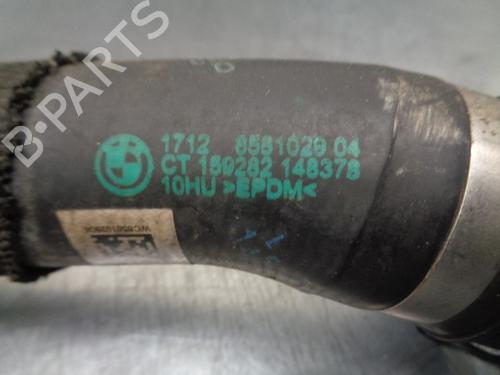 B-PARTS
1712 8581029 04
CT 159282 148378
10HU >EPDM<